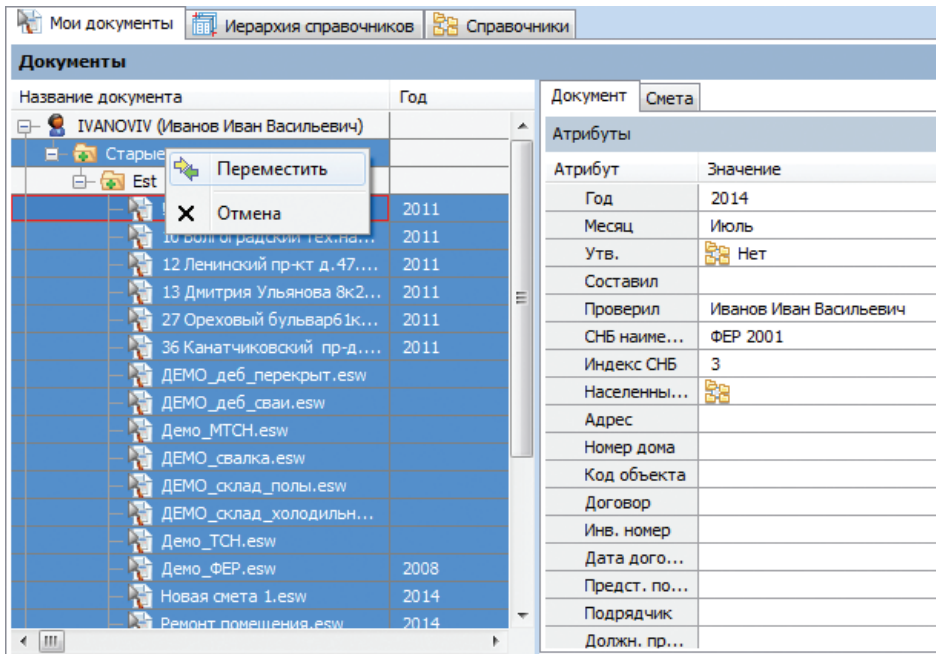 Мои документы Иерархия справочников Справочники
Документы
Название документа Год
IVANOVIV (Иванов Иван Васильевич)
Старые
Переместить
Est
Отмена
2011
2011
12 Ленинский пр-кт д.47.... 2011
13 Дмитрия Ульянова 8к2... 2011
27 Ореховый бульвар61к... 2011
36 Канатчиковский пр-д.... 2011
ДЕМО_деб_перекрыт.esw
ДЕМО_деб_сваи.esw
Демо_МТСН.esw
ДЕМО_свалка.esw
ДЕМО_склад_полы.esw
ДЕМО_склад_холодильн...
Демо_ТСН.esw
Демо_ФЕР.esw 2008
Новая смета 1.esw 2014
Ремонт помещения.esw 2014
Документ Смета
Атрибуты
Атрибут Значение
Год 2014
Месяц Июль
Утв. Нет
Составил
Проверил Иванов Иван Васильевич
СНБ наиме... ФЕР 2001
Индекс СНБ 3
Населенны...
Адрес
Номер дома
Код объекта
Договор
Инв. номер
Дата дого...
Предст. по...
Подрядчик
Должн. пр...